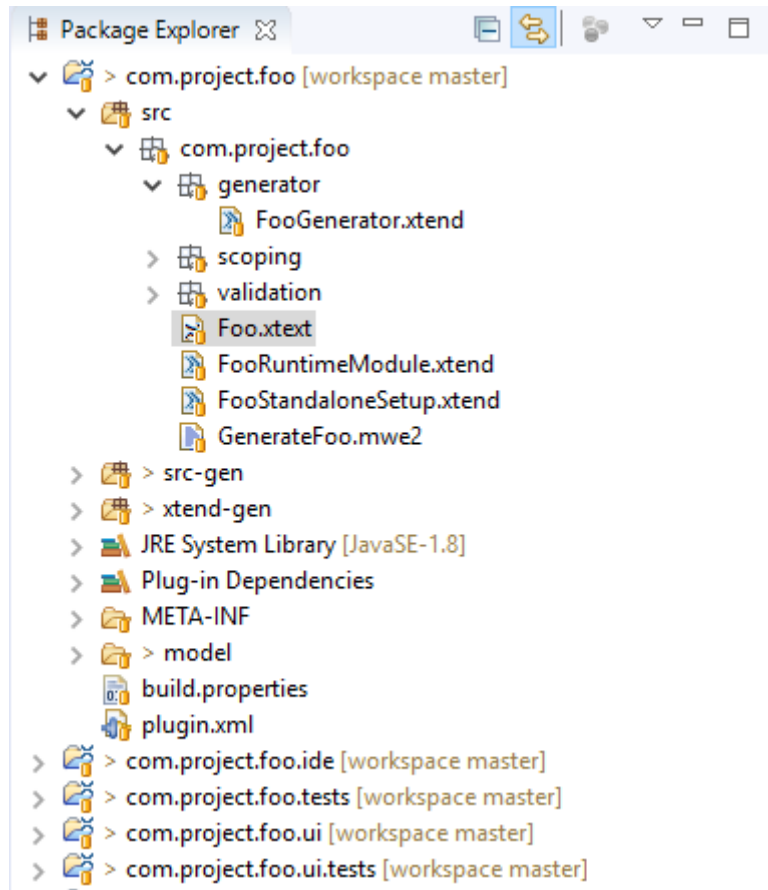 Package Explorer
> com.project.foo [workspace master]
src
com.project.foo
generator
FooGenerator.xtend
scoping
validation
Foo.xtext
FooRuntimeModule.xtend
FooStandaloneSetup.xtend
GenerateFoo.mwe2
> src-gen
> xtend-gen
JRE System Library [JavaSE-1.8]
Plug-in Dependencies
META-INF
> model
build.properties
plugin.xml
> com.project.foo.ide [workspace master]
> com.project.foo.tests [workspace master]
> com.project.foo.ui [workspace master]
> com.project.foo.ui.tests [workspace master]